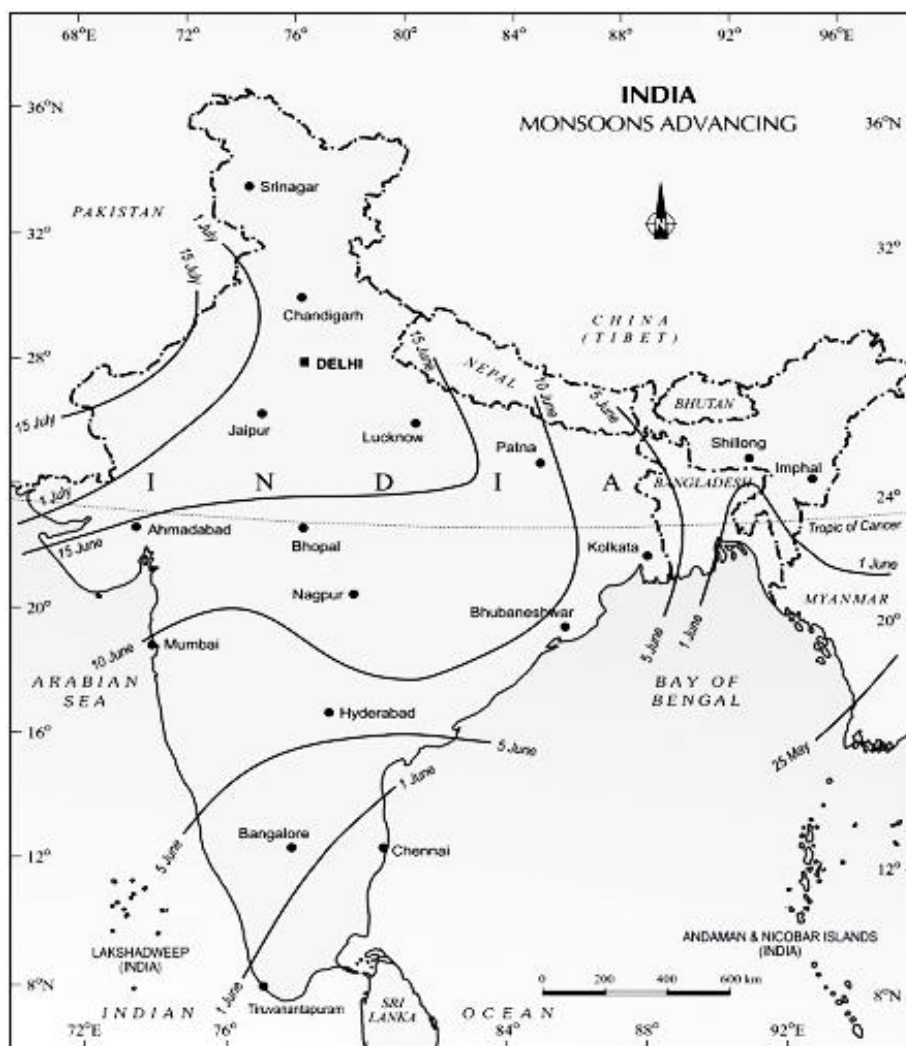 68°E 72° 76° 80° 84° 88° 92° 96°E
INDIA
MONSOONS ADVANCING
36°N
36°N
Srinagar
PAKISTAN
N
32°
32°
1 July
15 July
Chandigarh
CHINA
(TIBET)
15 June
28°
28°
DELHI
NEPAL
10 June
5 June
BHUTAN
15 July
Jaipur
Lucknow
Patna
Shillong
Imphal
BANGLADESH
I N D I A
1 July
24°
24°
Tropic of Cancer
Ahmadabad
15 June
Bhopal
Kolkata
1 June
Nagpur
MYANMAR
20°
20°
Bhubaneshwar
5 June
1 June
10 June
Mumbai
ARABIAN
SEA
BAY OF
BENGAL
Hyderabad
16°
16°
5 June
25 May
1 June
Bangalore
Chennai
5 June
12°
12°
LAKSHADWEEP
(INDIA)
ANDAMAN & NICOBAR ISLANDS
(INDIA)
0 200 400 600 km
8°N
8°N
1 June
Tiruvanantapuram
SRI
LANKA
INDIAN OCEAN
72°E 76° 84° 88° 92°E